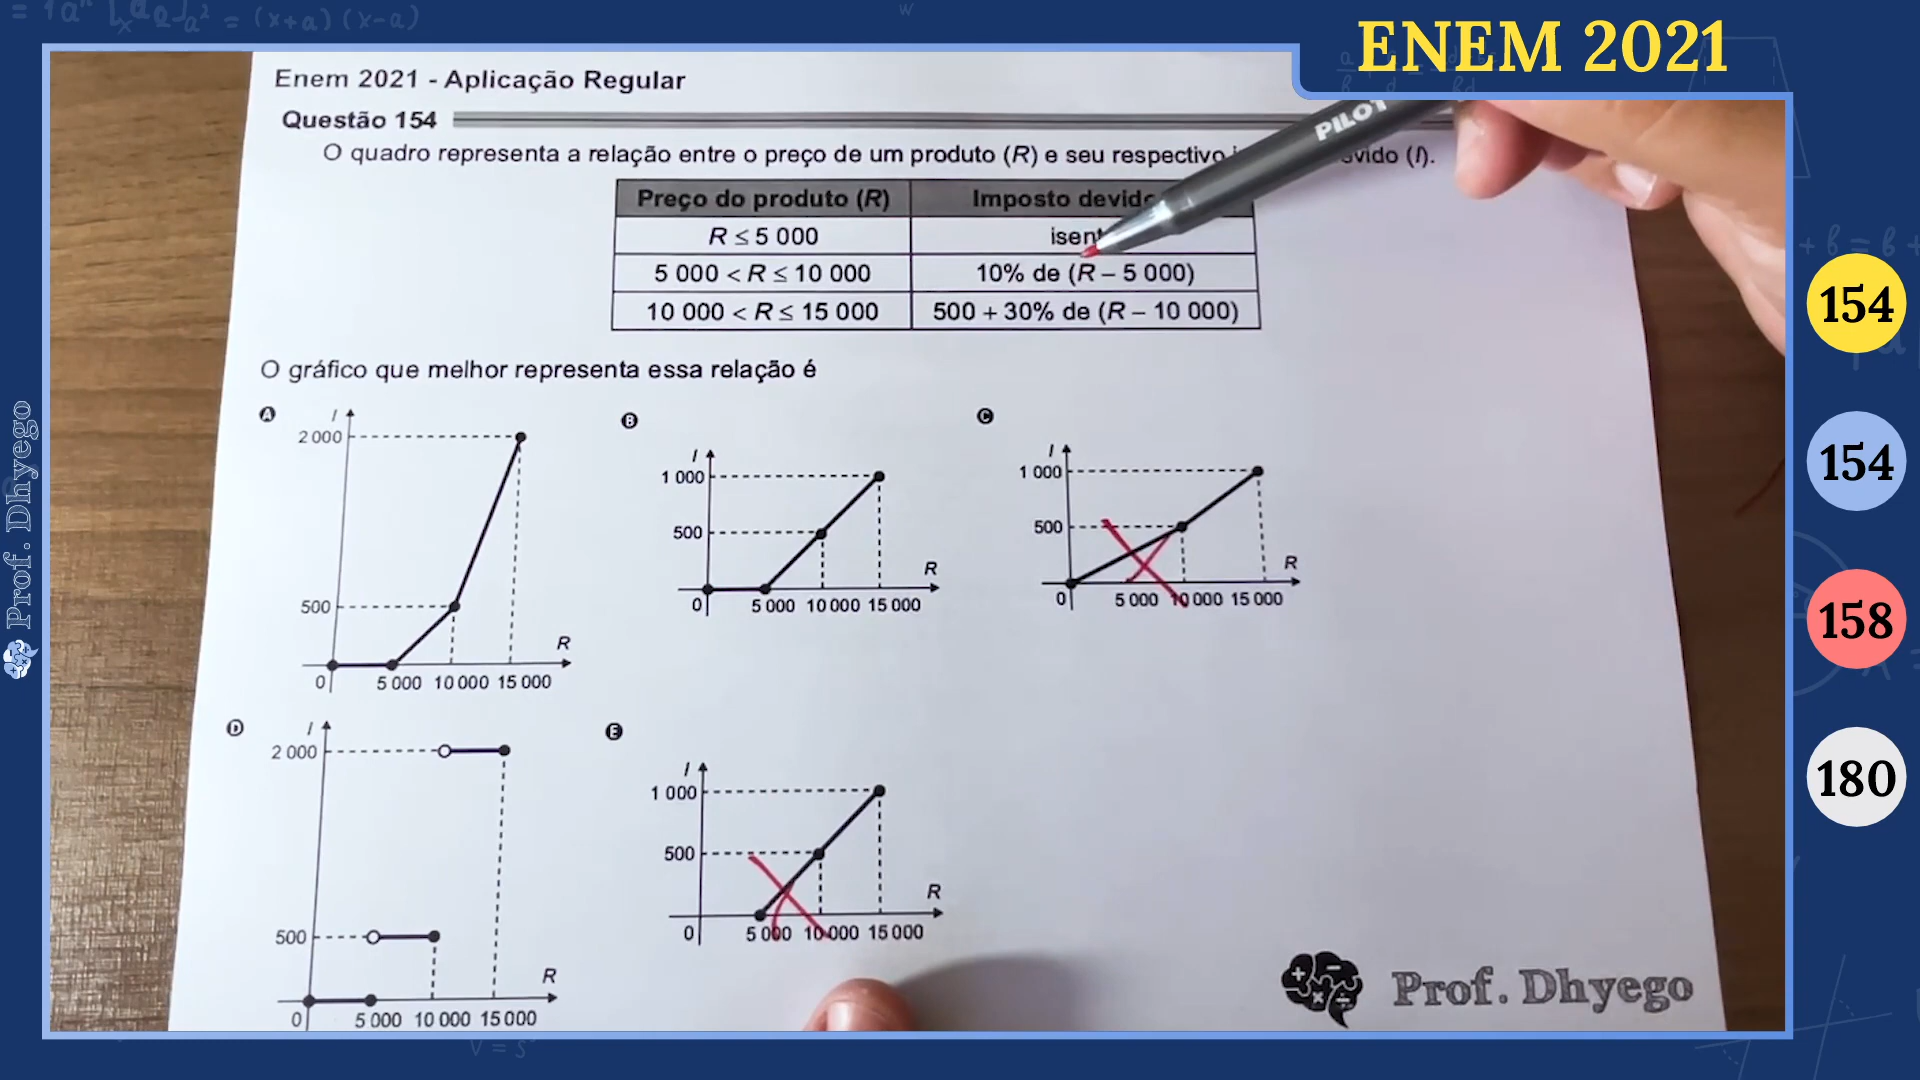 ENEM 2021
Enem 2021 - Aplicação Regular
Questão 154
O quadro representa a relação entre o preço de um produto (R) e seu respectivo (I).
PILOT
Preço do produto (R) Imposto
R ≤ 5 000
5 000 < R ≤ 10 000 10% de (R – 5 000)
10 000 < R ≤ 15 000 500 + 30% de (R – 10 000)
O gráfico que melhor representa essa relação é
A
I
2 000
500
R
0 5 000 10 000 15 000
B
I
1 000
500
R
0 5 000 10 000 15 000
C
I
1 000
500
R
0 5 000 10 000 15 000
D
I
2 000
500
R
0 5 000 10 000 15 000
E
I
1 000
500
R
0 5 000 10 000 15 000
Prof. Dhyego
Prof. Dhyego
154
154
158
180
= (x+a) (x-a)